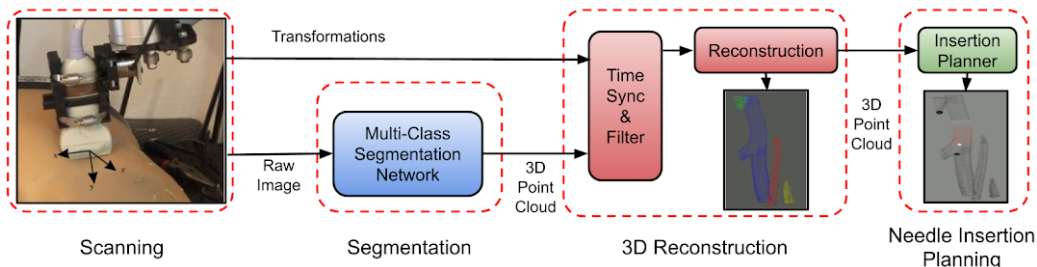 Transformations
Raw
Image
Multi-Class
Segmentation
Network
3D
Point
Cloud
Time
Sync
&
Filter
Reconstruction
3D
Point
Cloud
Insertion
Planner
x
y
z
Scanning
Segmentation
3D Reconstruction
Needle Insertion
Planning